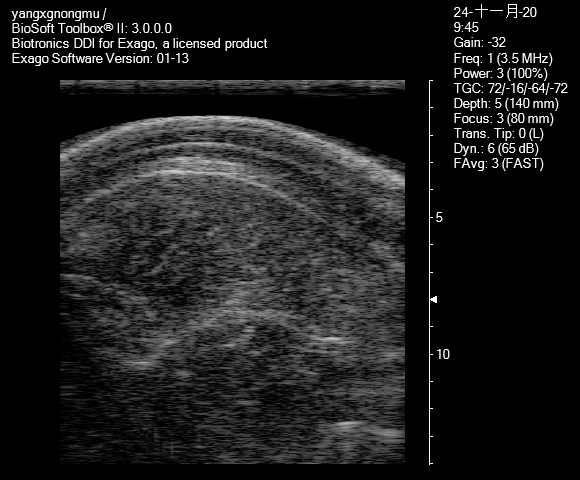 yangxgnongmu /
BioSoft Toolbox® II: 3.0.0.0
Biotronics DDI for Exago, a licensed product
Exago Software Version: 01-13
24-十一月-20
9:45
Gain: -32
Freq: 1 (3.5 MHz)
Power: 3 (100%)
TGC: 72/-16/-64/-72
Depth: 5 (140 mm)
Focus: 3 (80 mm)
Trans. Tip: 0 (L)
Dyn.: 6 (65 dB)
FAvg: 3 (FAST)
5
10